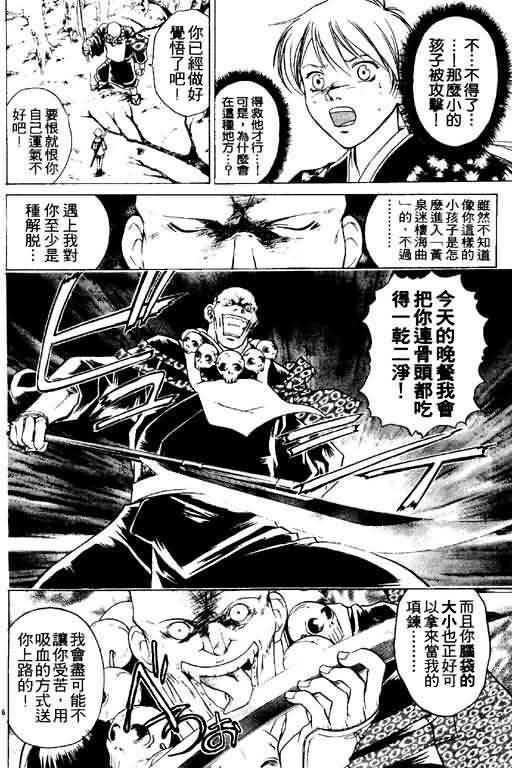 不…不得了…
…！那麼小的
孩子被攻擊！
得救他才行…！
可是，為什麼會
在這種地方？…？
你已經做好
覺悟了吧！
要恨就恨你
自己運氣不
好吧！
雖然不知道
像你這樣的
小孩子是怎
麼進入「黃
泉迷樓海曲
」的，不過
………
遇上我對
你至少是
種解脫…
今天的晚餐我會
把你連骨頭都吃
得一乾二淨！
而且你腦袋的
大小也正好可
以拿來當我的
項鍊………
我會盡可能不
讓你受苦，用
吸血的方式送
你上路的！
6